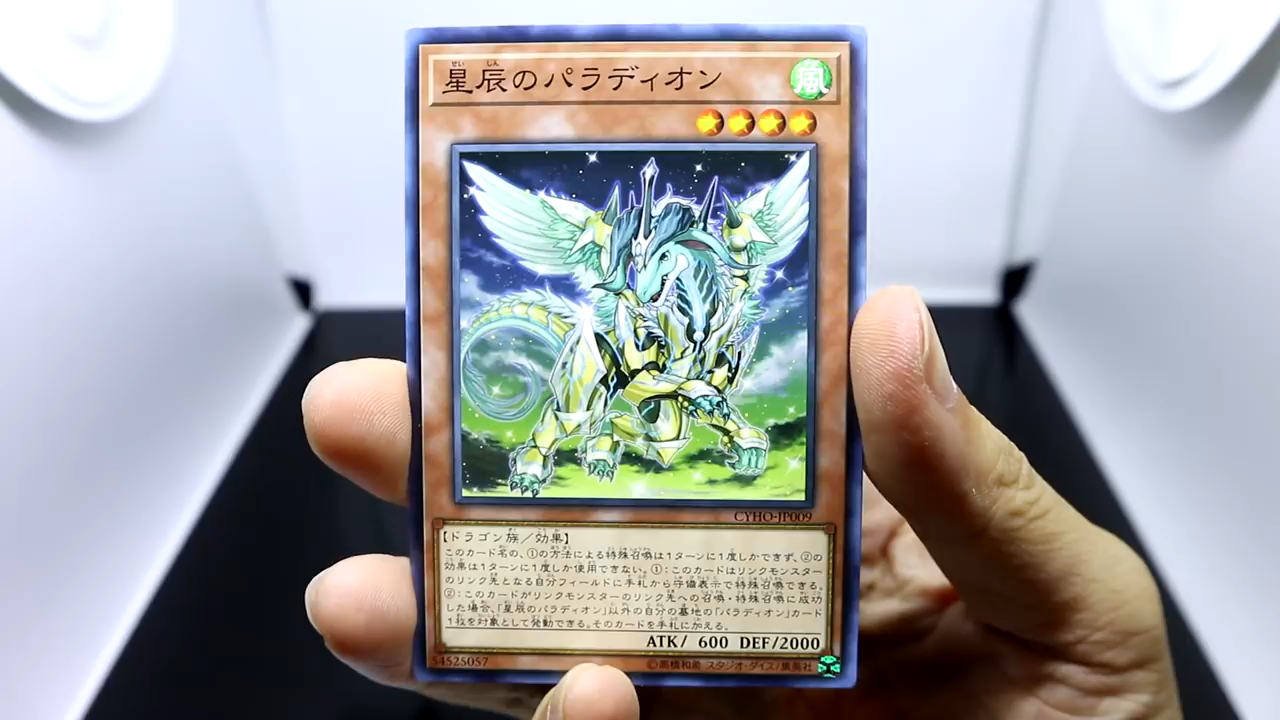 せい しん
星辰のパラディオン
風
CYHO-JP009
【ドラゴン族／効果】
このカード名の、①の方法による特殊召喚は1ターンに1度しかできず、②の
効果は1ターンに1度しか使用できない。①：このカードはリンクモンスター
のリンク先となる自分フィールドに手札から守備表示で特殊召喚できる。
②：このカードがリンクモンスターのリンク先への召喚・特殊召喚に成功
した場合、「星辰のパラディオン」以外の自分の墓地の「パラディオン」カード
1枚を対象として発動できる。そのカードを手札に加える。
ATK/ 600 DEF/2000
54525057
©高橋和希 スタジオ・ダイス/集英社